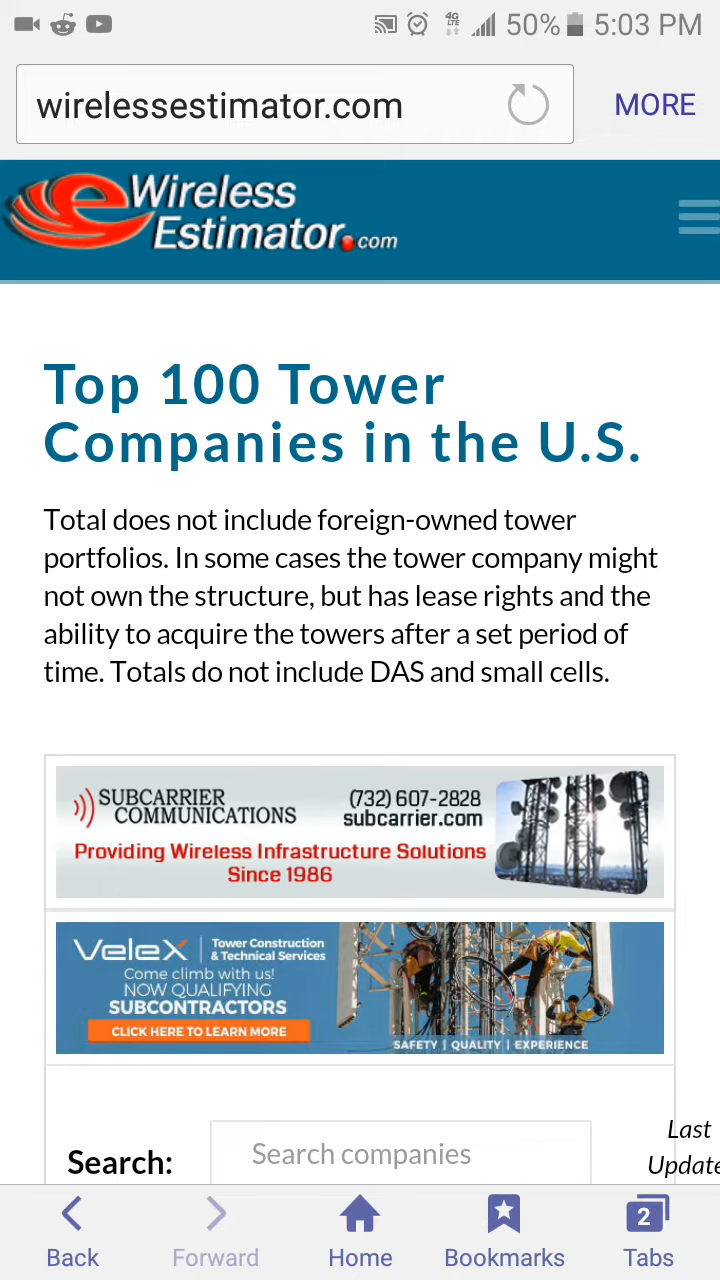 4G
LTE
50%
5:03 PM
wirelessestimator.com
MORE
e Wireless
Estimator.com
Top 100 Tower
Companies in the U.S.
Total does not include foreign-owned tower
portfolios. In some cases the tower company might
not own the structure, but has lease rights and the
ability to acquire the towers after a set period of
time. Totals do not include DAS and small cells.
SUBCARRIER
COMMUNICATIONS
(732) 607-2828
subcarrier.com
Providing Wireless Infrastructure Solutions
Since 1986
Velex
Tower Construction
& Technical Services
Come climb with us!
NOW QUALIFYING
SUBCONTRACTORS
CLICK HERE TO LEARN MORE
SAFETY | QUALITY | EXPERIENCE
Last
Update
Search:
Search companies
Back
Forward
Home
Bookmarks
2
Tabs